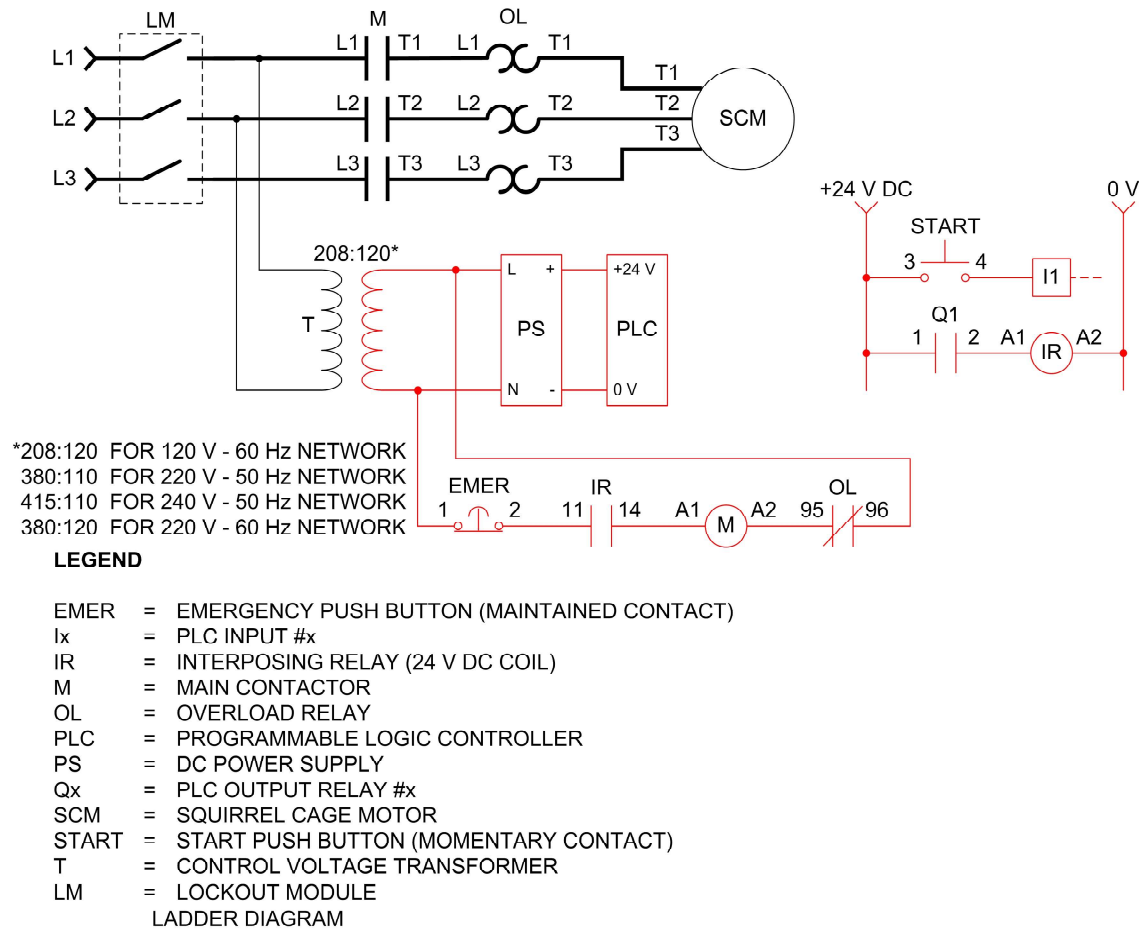 LM M OL
L1 L1 T1 L1 T1 T1
L2 L2 T2 L2 T2 T2 SCM
L3 L3 T3 L3 T3 T3
+24 V DC 0 V
START
3 4 I1
Q1
1 2 A1 IR A2
208:120*
T
L + +24 V
PS PLC
N - 0 V
*208:120 FOR 120 V - 60 Hz NETWORK
380:110 FOR 220 V - 50 Hz NETWORK
415:110 FOR 240 V - 50 Hz NETWORK
380:120 FOR 220 V - 60 Hz NETWORK
EMER IR OL
1 2 11 14 A1 M A2 95 96
LEGEND
EMER = EMERGENCY PUSH BUTTON (MAINTAINED CONTACT)
Ix = PLC INPUT #x
IR = INTERPOSING RELAY (24 V DC COIL)
M = MAIN CONTACTOR
OL = OVERLOAD RELAY
PLC = PROGRAMMABLE LOGIC CONTROLLER
PS = DC POWER SUPPLY
Qx = PLC OUTPUT RELAY #x
SCM = SQUIRREL CAGE MOTOR
START = START PUSH BUTTON (MOMENTARY CONTACT)
T = CONTROL VOLTAGE TRANSFORMER
LM = LOCKOUT MODULE
LADDER DIAGRAM